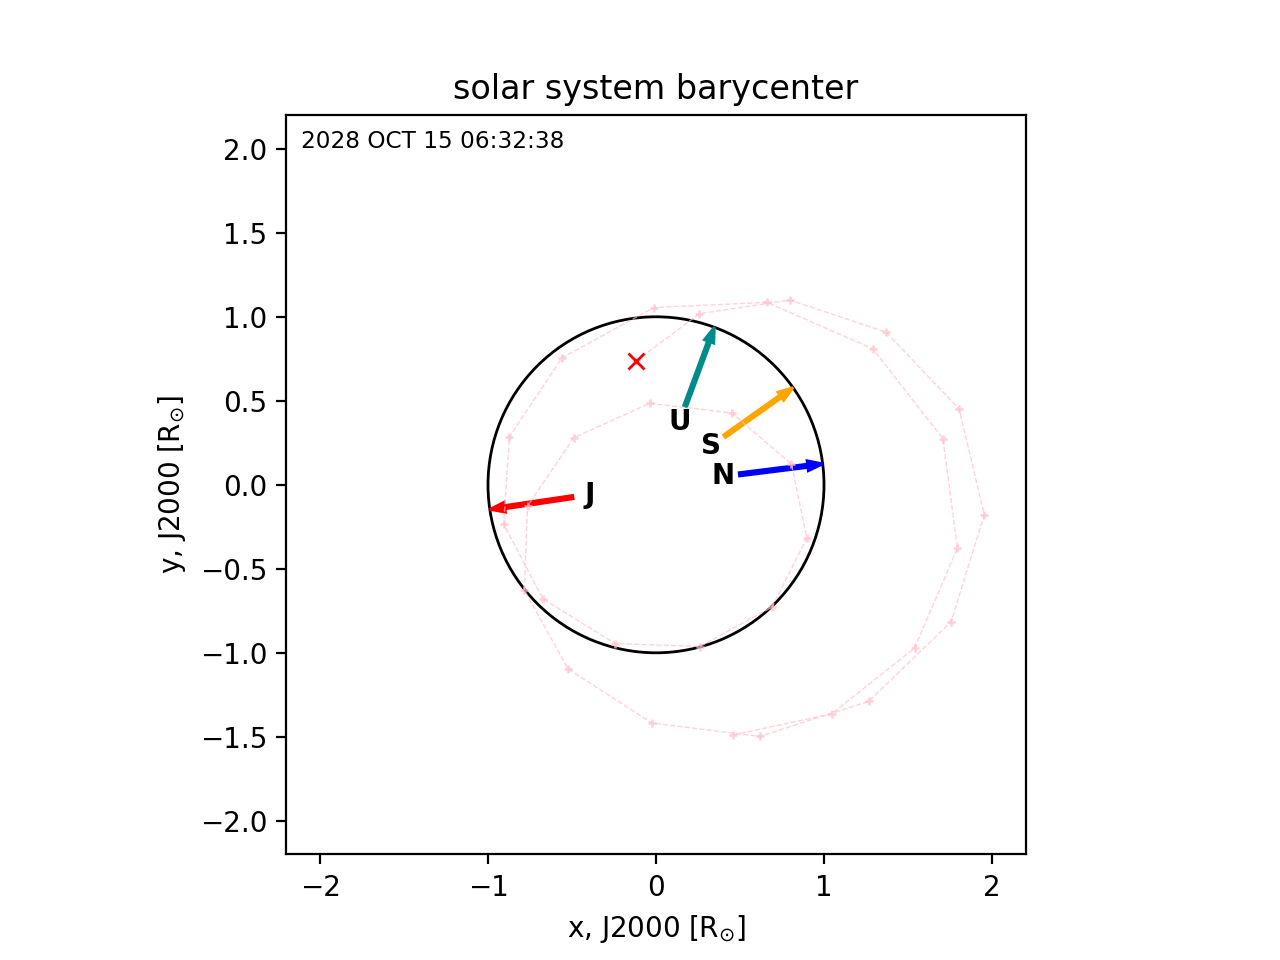 solar system barycenter
2028 OCT 15 06:32:38
2.0
1.5
1.0
0.5
0.0
−0.5
−1.0
−1.5
−2.0
y, J2000 [R☉]
U
S
N
J
−2
−1
0
1
2
x, J2000 [R☉]